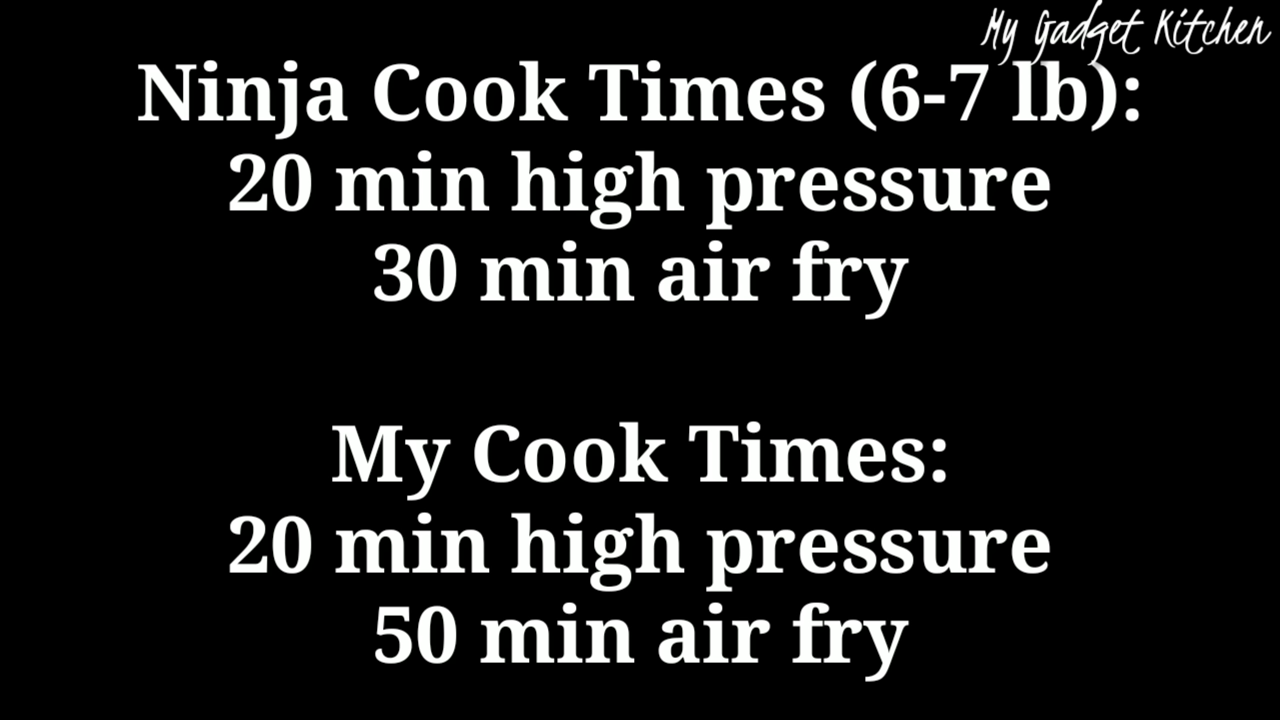 My Gadget Kitchen
Ninja Cook Times (6-7 lb):
20 min high pressure
30 min air fry
My Cook Times:
20 min high pressure
50 min air fry